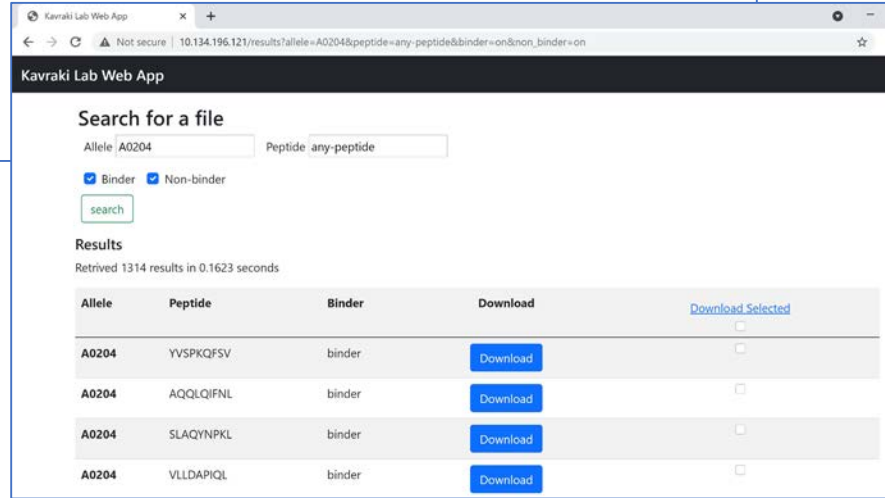 Kavraki Lab Web App
Not secure 10.134.196.121/results?allele=A0204&peptide=any-peptide&binder=on&non_binder=on
Kavraki Lab Web App
Search for a file
Allele A0204 Peptide any-peptide
Binder Non-binder
search
Results
Retrived 1314 results in 0.1623 seconds
Allele Peptide Binder Download Download Selected
A0204 YVSPKQFSV binder Download
A0204 AQQLQIFNL binder Download
A0204 SLAQYNPKL binder Download
A0204 VLLDAPIQL binder Download